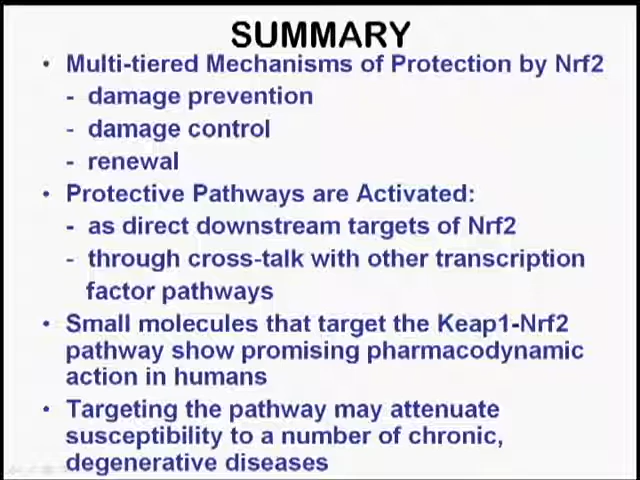 SUMMARY
• Multi-tiered Mechanisms of Protection by Nrf2
- damage prevention
- damage control
- renewal
• Protective Pathways are Activated:
- as direct downstream targets of Nrf2
- through cross-talk with other transcription
factor pathways
• Small molecules that target the Keap1-Nrf2
pathway show promising pharmacodynamic
action in humans
• Targeting the pathway may attenuate
susceptibility to a number of chronic,
degenerative diseases